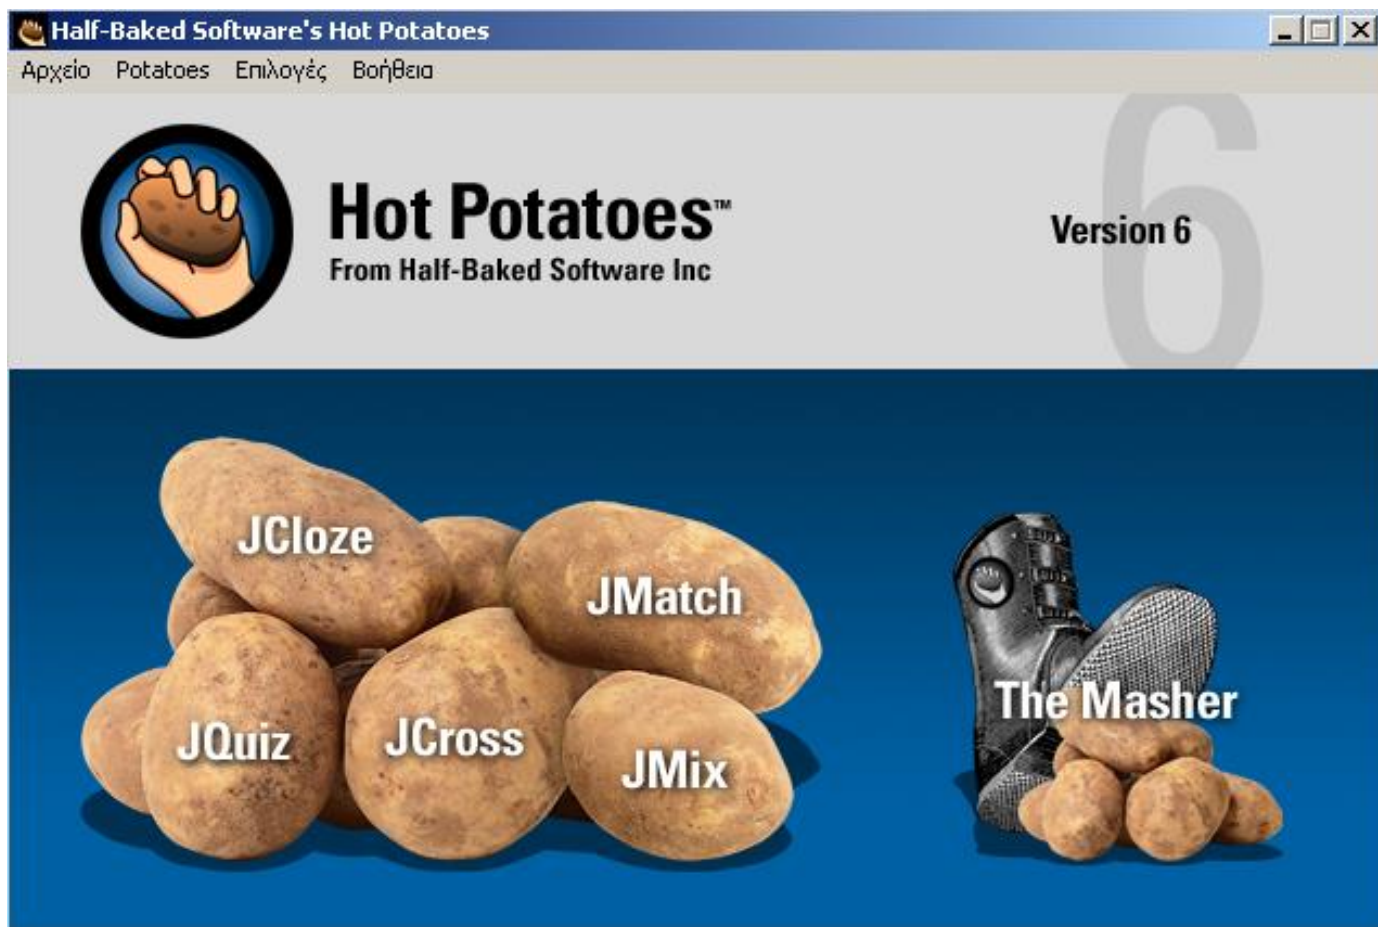 Half-Baked Software's Hot Potatoes
Αρχείο Potatoes Επιλογές Βοήθεια
Hot Potatoes™
From Half-Baked Software Inc
6
Version 6
JCloze
JMatch
JQuiz
JCross
JMix
The Masher